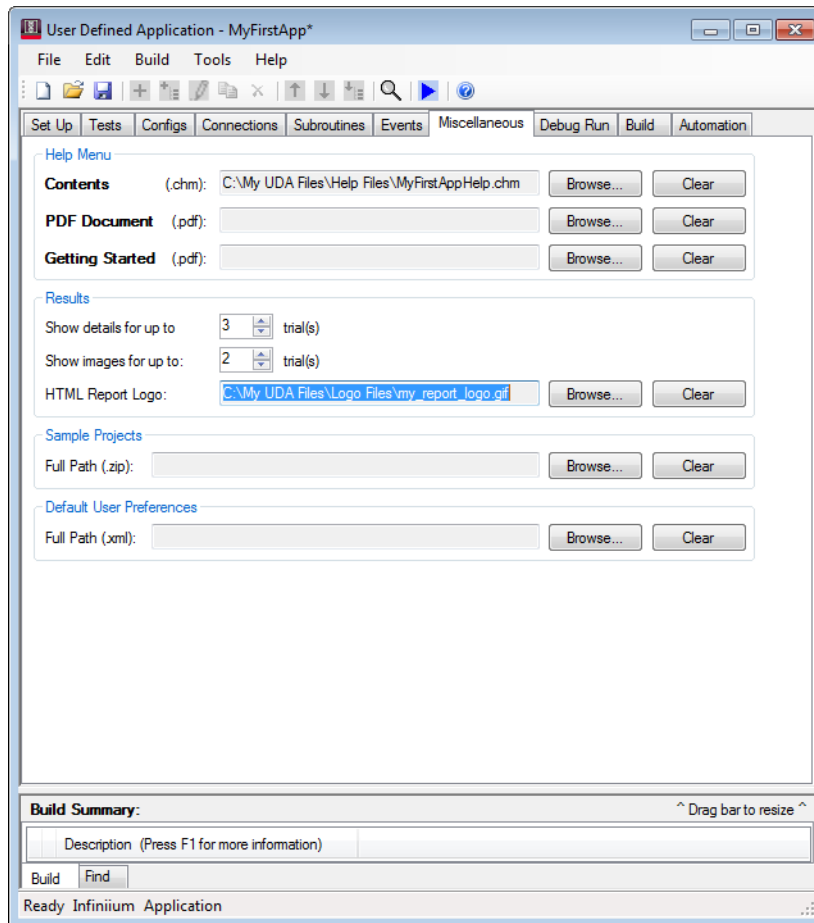 User Defined Application - MyFirstApp*
File Edit Build Tools Help
Set Up Tests Configs Connections Subroutines Events Miscellaneous Debug Run Build Automation
Help Menu
Contents (.chm): C:\My UDA Files\Help Files\MyFirstAppHelp.chm Browse... Clear
PDF Document (.pdf): Browse... Clear
Getting Started (.pdf): Browse... Clear
Results
Show details for up to 3 trial(s)
Show images for up to: 2 trial(s)
HTML Report Logo: C:\My UDA Files\Logo Files\my_report_logo.gif Browse... Clear
Sample Projects
Full Path (.zip): Browse... Clear
Default User Preferences
Full Path (.xml): Browse... Clear
Build Summary: ^ Drag bar to resize ^
Description (Press F1 for more information)
Build Find
Ready Infiniium Application